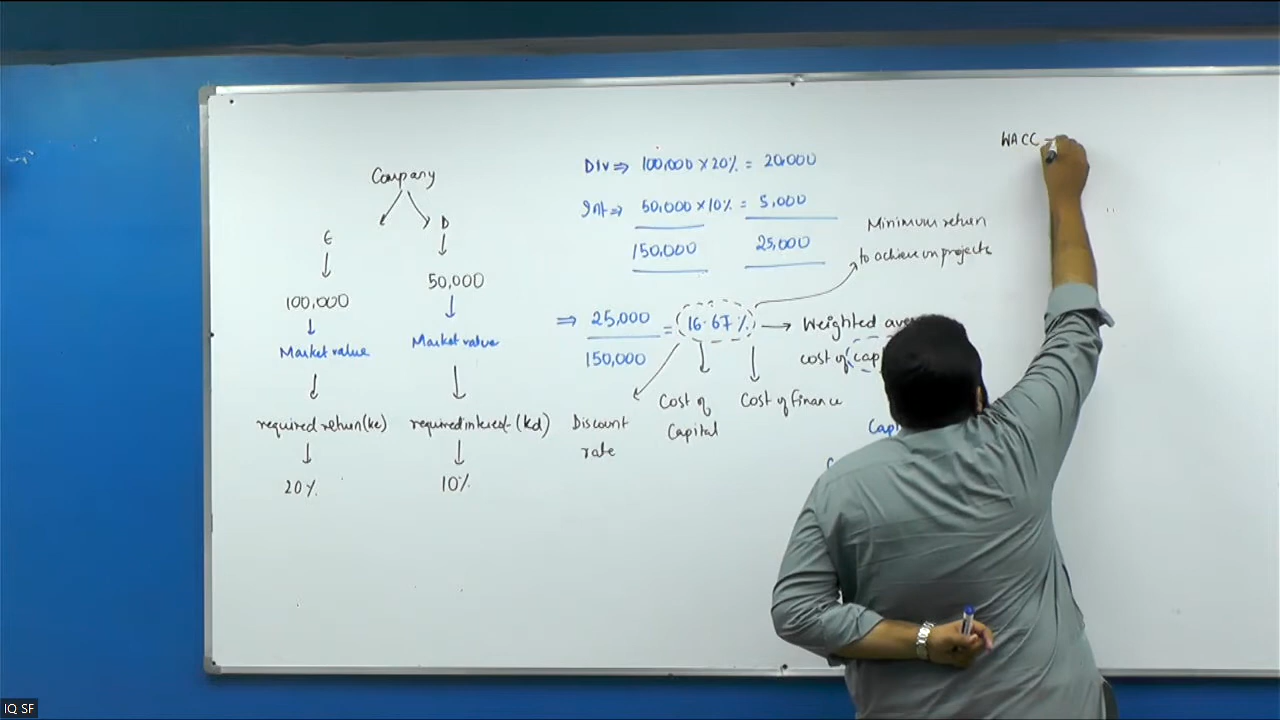 Company
E
D
100,000
50,000
Market value
Market value
required return (ke)
required interest (kd)
20%
10%
Div ⇒ 100,000 × 20% = 20,000
Int ⇒ 50,000 × 10% = 5,000
150,000 25,000
⇒ 25,000 / 150,000 = 16.67%
Minimum return
to achieve on projects
Weighted
cost of
Discount
rate
Cost of
Capital
Cost of finance
WACC
IQ SF